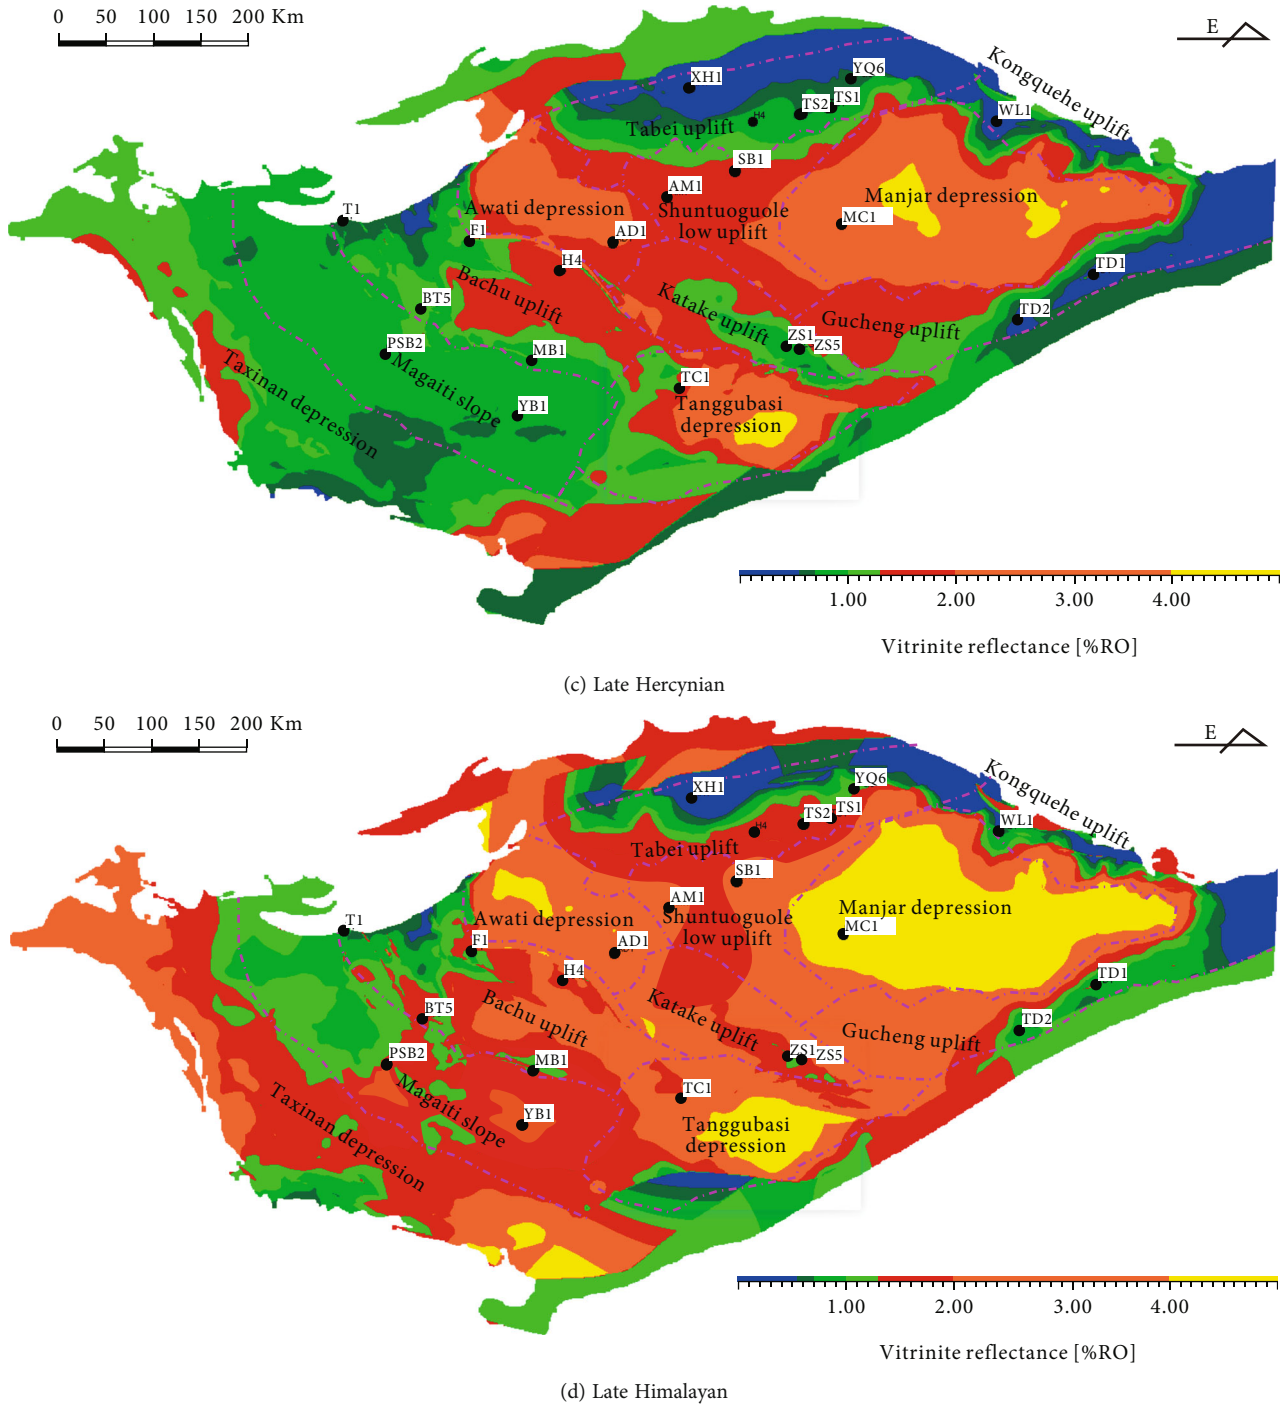 0 50 100 150 200 Km
E
Kongquehe uplift
XH1
YQ6
TS2
TS1
H4
WL1
Tabei uplift
SB1
AM1
Manjar depression
T1
Awati depression
Shuntuoguole
low uplift
MC1
F1
AD1
H4
TD1
Bachu uplift
BT5
Katake uplift
Gucheng uplift
TD2
PSB2
MB1
ZS1
ZS5
Taxinan depression
Magaiti slope
TC1
YB1
Tanggubasi
depression
1.00 2.00 3.00 4.00
Vitrinite reflectance [%RO]
(c) Late Hercynian
0 50 100 150 200 Km
E
Kongquehe uplift
XH1
YQ6
TS2
TS1
H4
WL1
Tabei uplift
SB1
AM1
Manjar depression
T1
Awati depression
Shuntuoguole
low uplift
MC1
F1
AD1
H4
TD1
Bachu uplift
BT5
Katake uplift
Gucheng uplift
TD2
PSB2
MB1
ZS1
ZS5
Taxinan depression
Magaiti slope
TC1
YB1
Tanggubasi
depression
1.00 2.00 3.00 4.00
Vitrinite reflectance [%RO]
(d) Late Himalayan